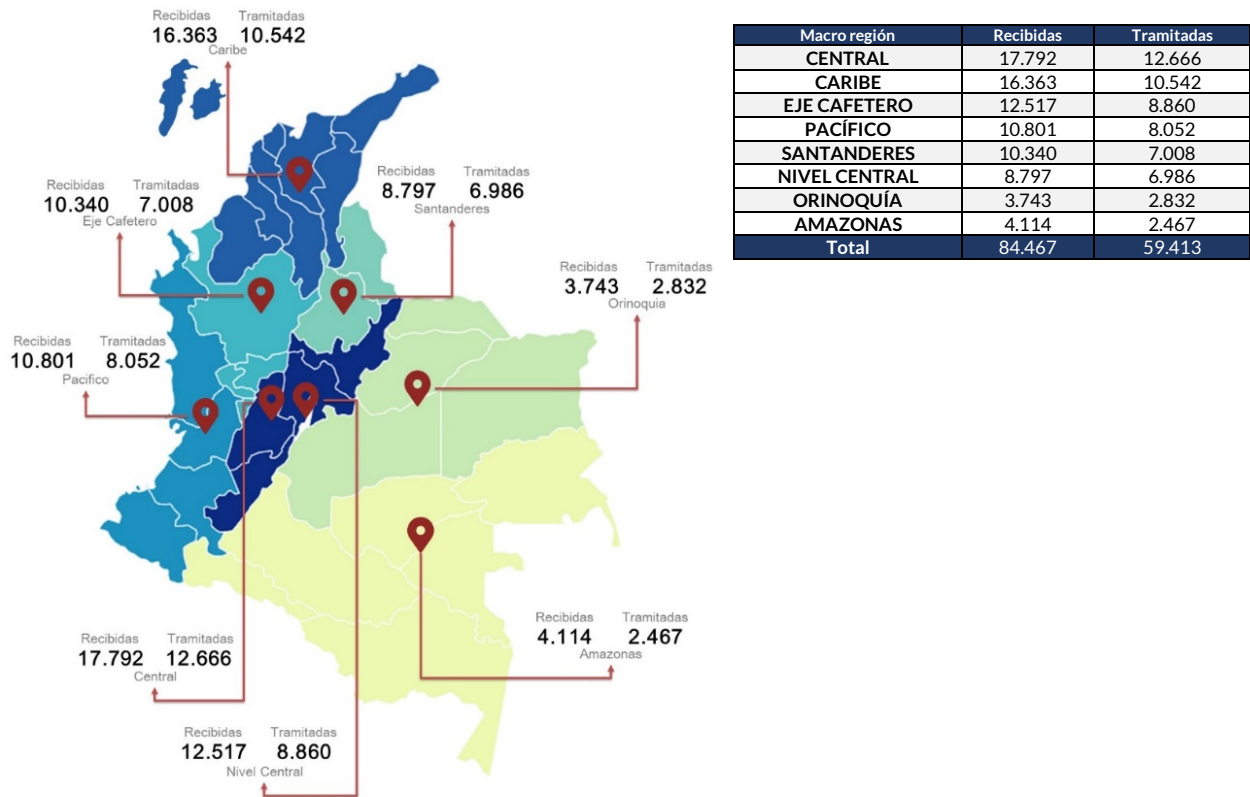 Recibidas Tramitadas
16.363 10.542
Caribe
Recibidas Tramitadas
8.797 6.986
Santanderes
Recibidas Tramitadas
10.340 7.008
Eje Cafetero
Recibidas Tramitadas
3.743 2.832
Orinoquia
Recibidas Tramitadas
10.801 8.052
Pacifico
Recibidas Tramitadas
4.114 2.467
Amazonas
Recibidas Tramitadas
17.792 12.666
Central
Recibidas Tramitadas
12.517 8.860
Nivel Central
Macro región Recibidas Tramitadas
CENTRAL 17.792 12.666
CARIBE 16.363 10.542
EJE CAFETERO 12.517 8.860
PACÍFICO 10.801 8.052
SANTANDERES 10.340 7.008
NIVEL CENTRAL 8.797 6.986
ORINOQUÍA 3.743 2.832
AMAZONAS 4.114 2.467
Total 84.467 59.413